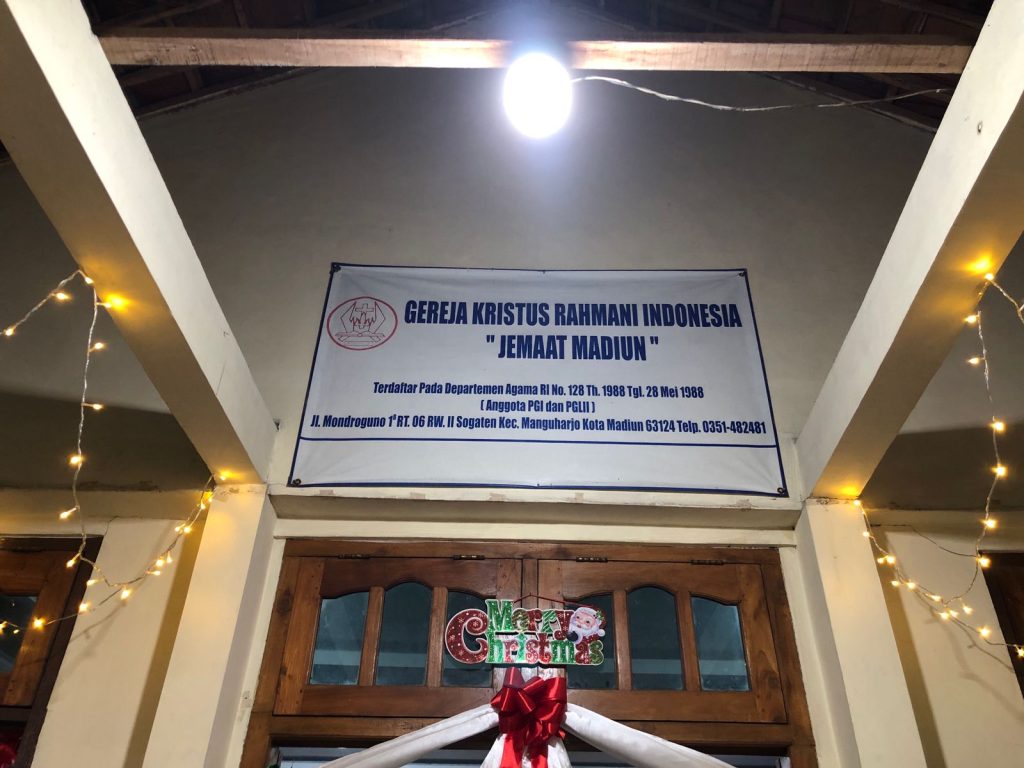 GEREJA KRISTUS RAHMANI INDONESIA
" JEMAAT MADIUN "
Terdaftar Pada Departemen Agama RI No. 128 Th. 1988 Tgl. 28 Mei 1988
( Anggota PGI dan PGLII )
Jl. Mondroguno 1ᴮ RT. 06 RW. II Sogaten Kec. Manguharjo Kota Madiun 63124 Telp. 0351-482481
Merry
Christmas